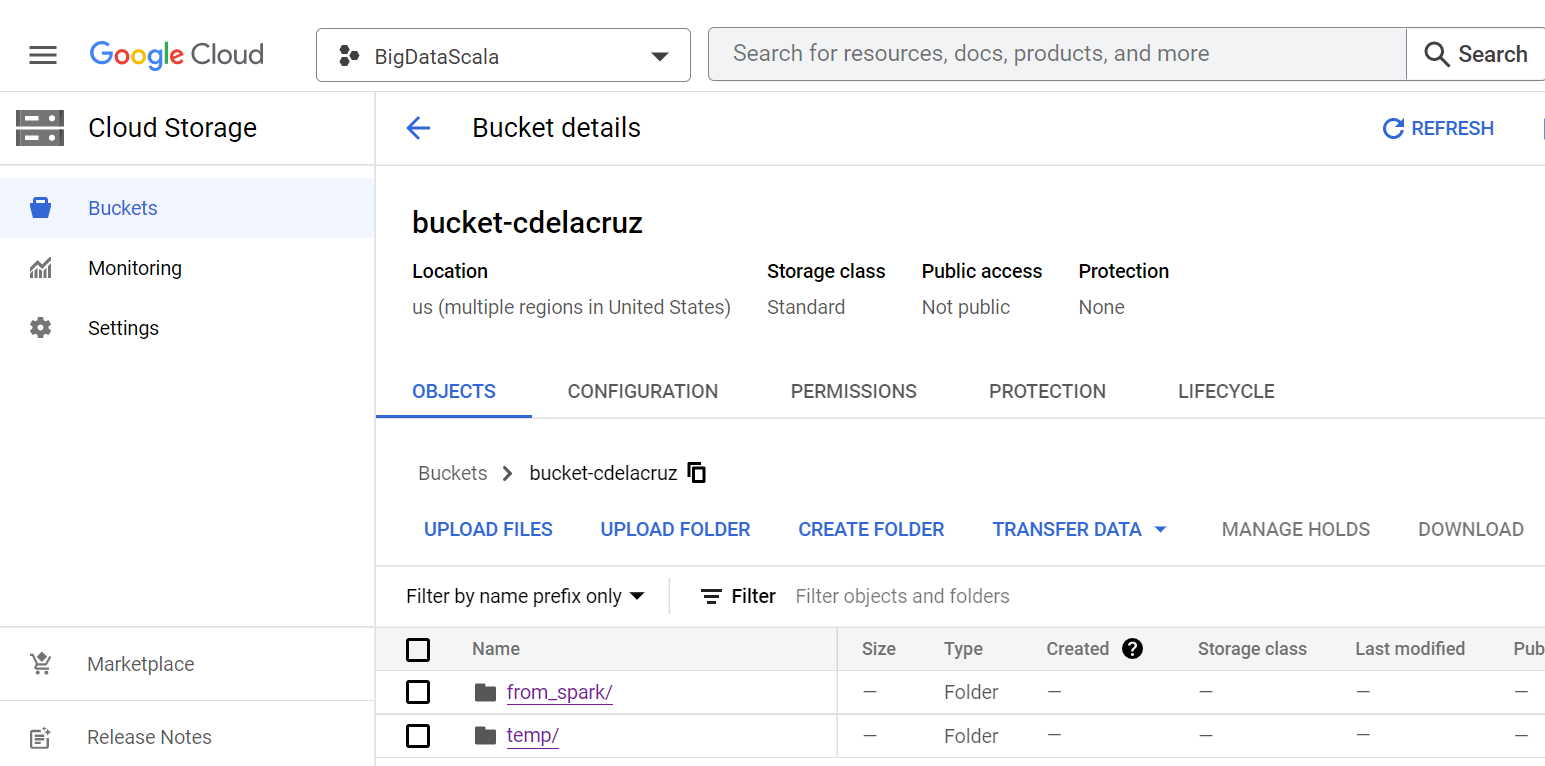 Google Cloud
BigDataScala
Search for resources, docs, products, and more
Search
Cloud Storage
Bucket details
REFRESH
Buckets
Monitoring
Settings
Marketplace
Release Notes
bucket-cdelacruz
Location Storage class Public access Protection
us (multiple regions in United States) Standard Not public None
OBJECTS CONFIGURATION PERMISSIONS PROTECTION LIFECYCLE
Buckets > bucket-cdelacruz
UPLOAD FILES UPLOAD FOLDER CREATE FOLDER TRANSFER DATA MANAGE HOLDS DOWNLOAD
Filter by name prefix only Filter Filter objects and folders
Name Size Type Created ? Storage class Last modified Pub
from_spark/ — Folder — — — —
temp/ — Folder — — — —